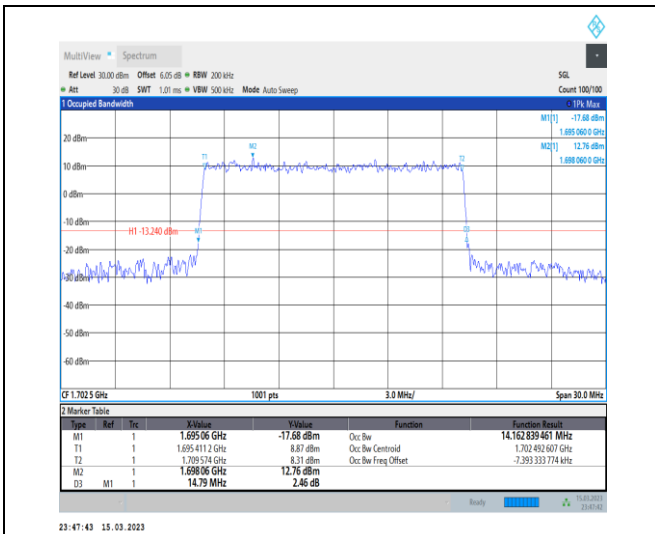 MultiView Spectrum
Ref Level 30.00 dBm Offset 6.05 dB RBW 200 kHz SGL
Att 30 dB SWT 1.01 ms VBW 500 kHz Mode Auto Sweep Count 100/100
1 Occupied Bandwidth 1Pk Max
M1[1] -17.68 dBm
1.695 060 0 GHz
20 dBm
M2[1] 12.76 dBm
1.698 060 0 GHz
M2
T1 T2
10 dBm
0 dBm
-10 dBm
H1 -13.240 dBm M1 D3
-20 dBm
-30 dBm
-40 dBm
-50 dBm
-60 dBm
CF 1.702 5 GHz 1001 pts 3.0 MHz/ Span 30.0 MHz
2 Marker Table
Type Ref Trc X-Value Y-Value Function Function Result
M1 1 1.695 06 GHz -17.68 dBm Occ Bw 14.162 839 461 MHz
T1 1 1.695 411 2 GHz 8.87 dBm Occ Bw Centroid 1.702 492 607 GHz
T2 1 1.709 574 GHz 8.31 dBm Occ Bw Freq Offset -7.393 333 774 kHz
M2 1 1.698 06 GHz 12.76 dBm
D3 M1 1 14.79 MHz 2.46 dB
Ready 15.03.2023
23:47:42
23:47:43 15.03.2023